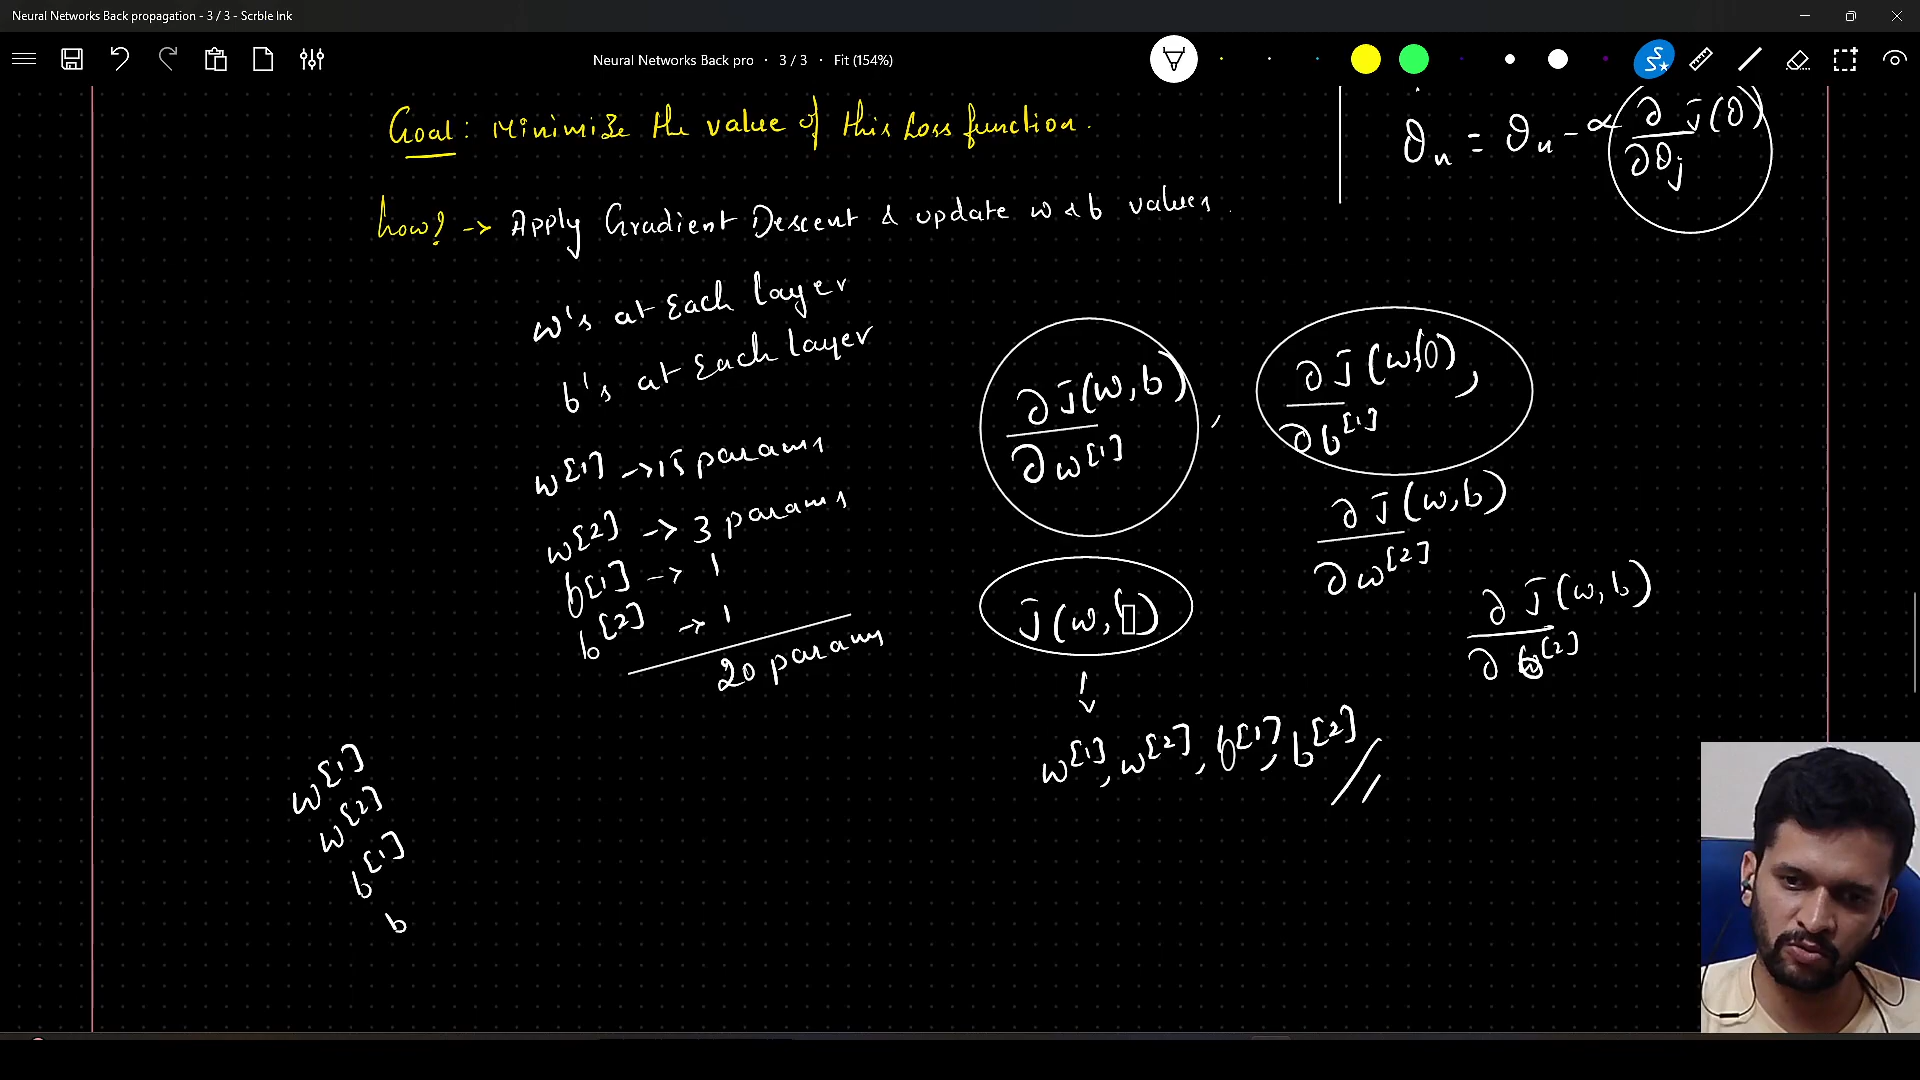 Neural Networks Back propagation - 3 / 3 - Scrble Ink
Neural Networks Back pro · 3 / 3 · Fit (154%)
Goal: Minimize the value of this Loss function.
θn = θn - α ∂ J(θ) / ∂θj
how? -> Apply Gradient Descent & update w & b values.
w's at Each layer
b's at Each layer
∂ J(w, b) / ∂ w[1] ,
∂ J(w,b), / ∂ b[1]
w[1] -> 15 params
w[2] -> 3 params
b[1] -> 1
b[2] -> 1
20 params
∂ J(w, b) / ∂ w[2]
∂ J(w, b) / ∂ b[2]
J(w, b)
w[1], w[2], b[1], b[2] //
w[1]
w[2]
b[1]
b